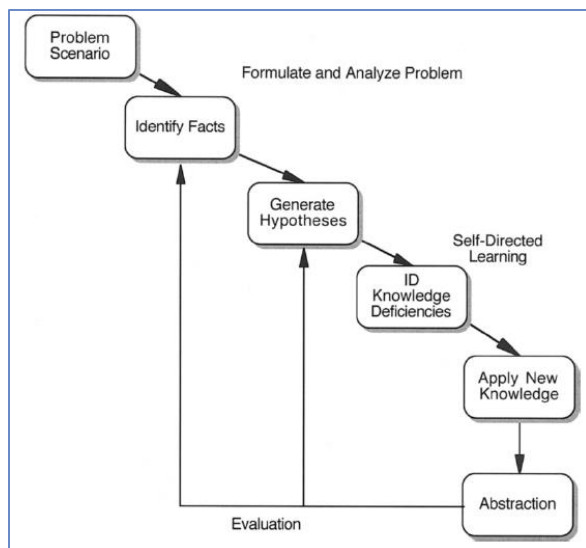 Problem
Scenario
Formulate and Analyze Problem
Identify Facts
Generate
Hypotheses
Self-Directed
Learning
ID
Knowledge
Deficiencies
Apply New
Knowledge
Abstraction
Evaluation